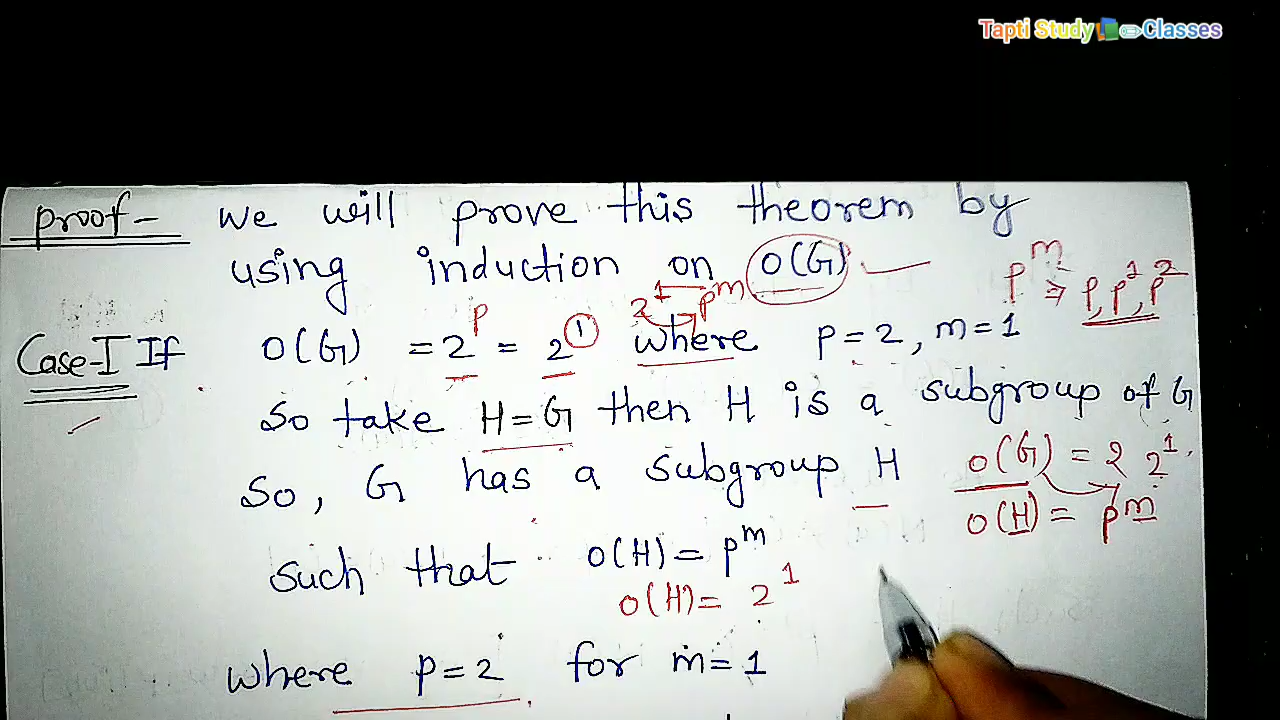 Tapti Study Classes
Proof- We will prove this theorem by
using induction on O(G)
p^m ⇒ p, p^1, p^2
2^1 p^m
Case-I If O(G) = 2 = 2^1 where p = 2, m = 1
p
So take H = G then H is a subgroup of G
So, G has a subgroup H
O(G) = 2 2^1
O(H) = p^m
such that O(H) = p^m
O(H) = 2^1
where p = 2 for m = 1